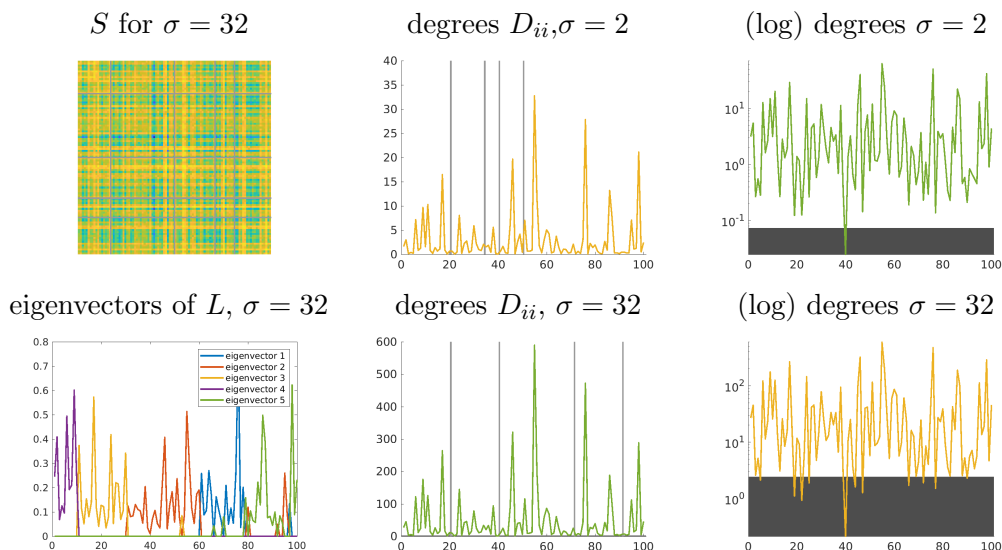 S for σ = 32
degrees D_ii,σ = 2
(log) degrees σ = 2
40
35
30
25
20
15
10
5
0
0 20 40 60 80 100
10^1
10^0
10^-1
0 20 40 60 80 100
eigenvectors of L, σ = 32
degrees D_ii, σ = 32
(log) degrees σ = 32
0.8
0.7
0.6
0.5
0.4
0.3
0.2
0.1
0
0 20 40 60 80 100
eigenvector 1
eigenvector 2
eigenvector 3
eigenvector 4
eigenvector 5
600
500
400
300
200
100
0
0 20 40 60 80 100
10^2
10^1
10^0
0 20 40 60 80 100